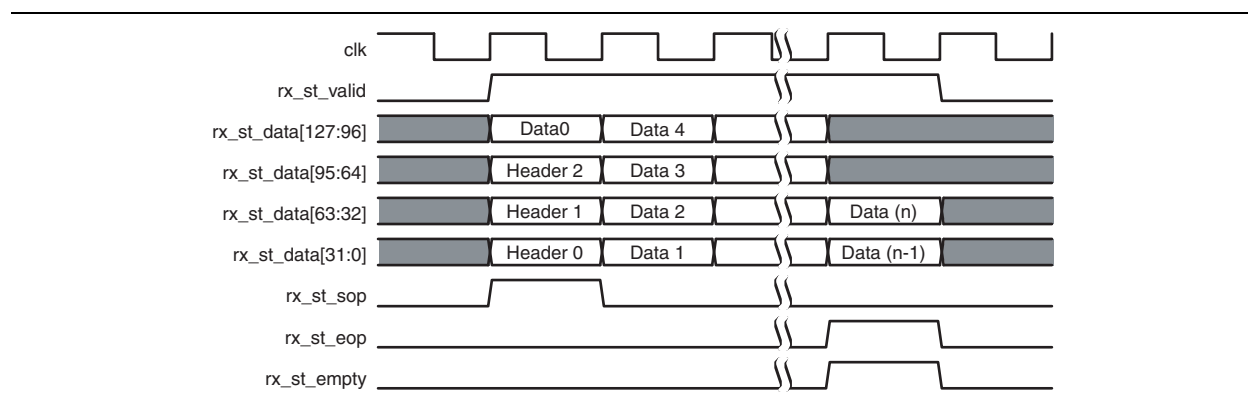 clk
rx_st_valid
rx_st_data[127:96] Data0 Data 4
rx_st_data[95:64] Header 2 Data 3
rx_st_data[63:32] Header 1 Data 2 Data (n)
rx_st_data[31:0] Header 0 Data 1 Data (n-1)
rx_st_sop
rx_st_eop
rx_st_empty